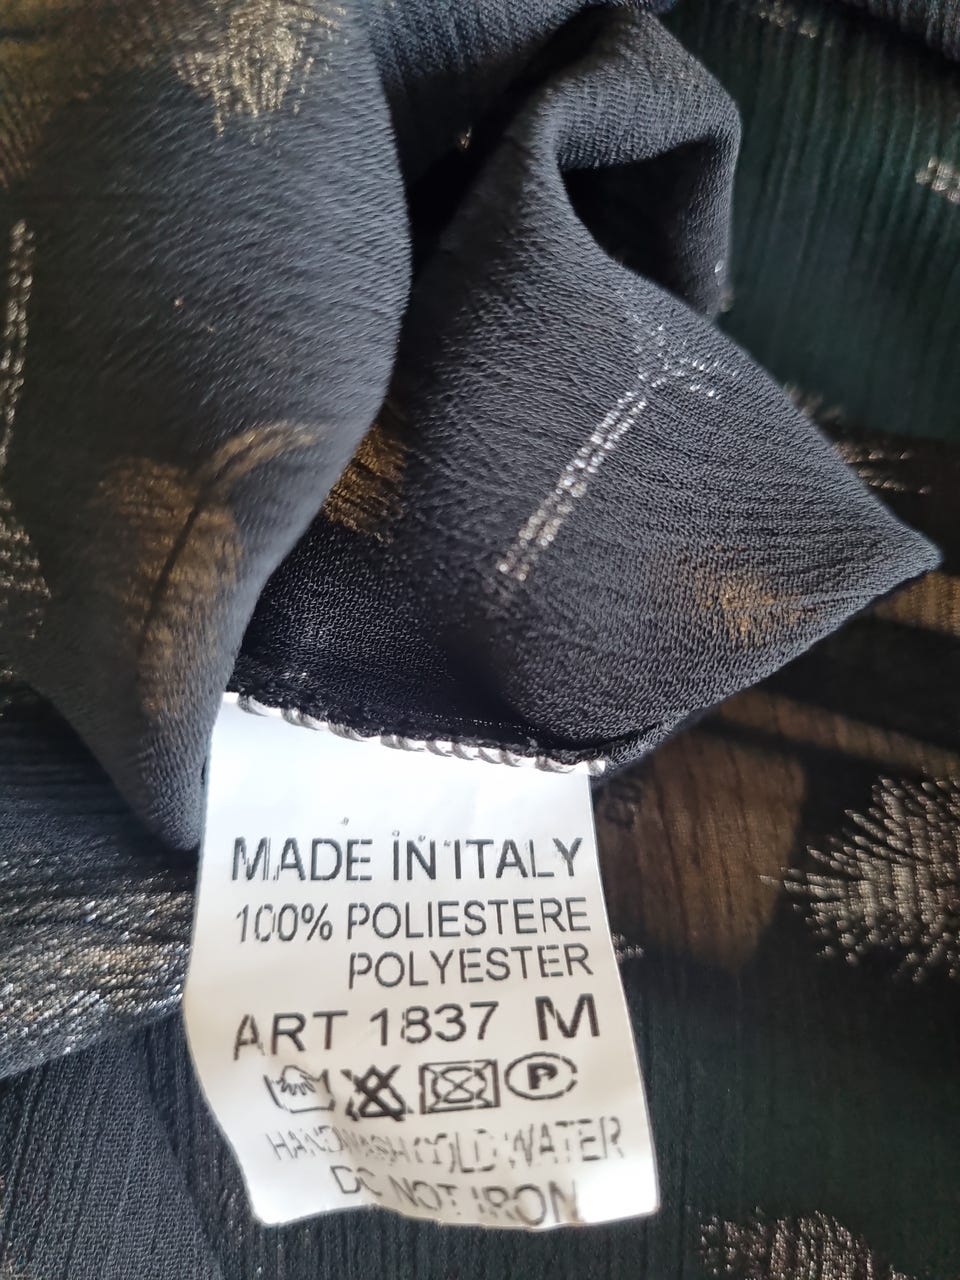 MADE IN ITALY
100% POLIESTERE
POLYESTER
ART 1837 M
P
HANDWASH COLD WATER
DO NOT IRON